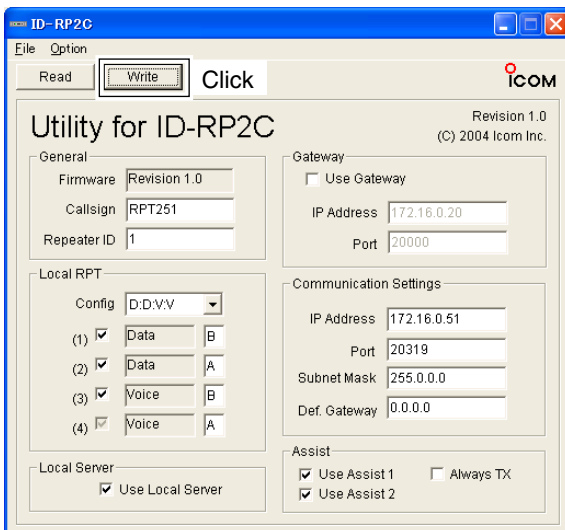 ID-RP2C
File Option
Read Write Click
ICOM
Utility for ID-RP2C
Revision 1.0
(C) 2004 Icom Inc.
General
Firmware Revision 1.0
Callsign RPT251
Repeater ID 1
Gateway
Use Gateway
IP Address 172.16.0.20
Port 20000
Local RPT
Config D:D:V:V
(1) Data B
(2) Data A
(3) Voice B
(4) Voice A
Communication Settings
IP Address 172.16.0.51
Port 20319
Subnet Mask 255.0.0.0
Def. Gateway 0.0.0.0
Local Server
Use Local Server
Assist
Use Assist 1 Always TX
Use Assist 2